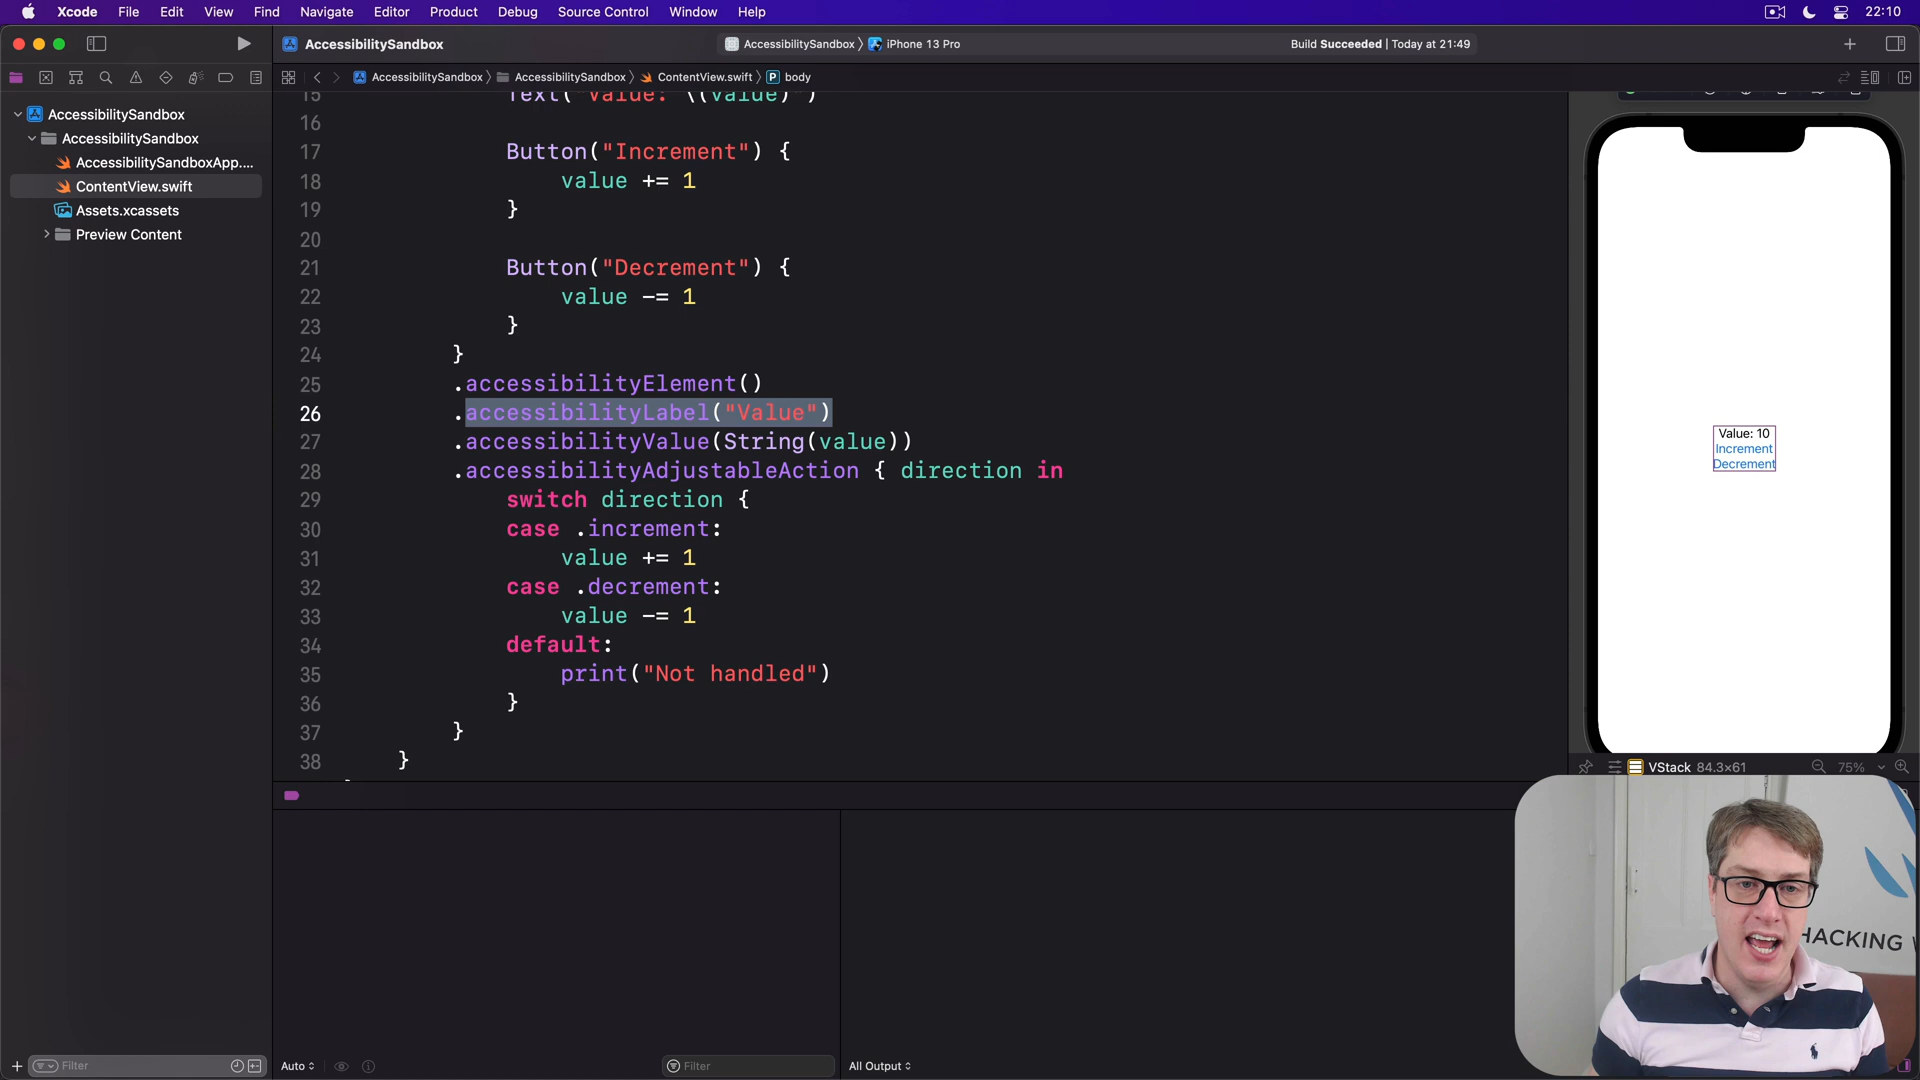 Xcode File Edit View Find Navigate Editor Product Debug Source Control Window Help 22:10
AccessibilitySandbox AccessibilitySandbox iPhone 13 Pro Build Succeeded | Today at 21:49
AccessibilitySandbox AccessibilitySandbox ContentView.swift body
AccessibilitySandbox
AccessibilitySandbox
AccessibilitySandboxApp....
ContentView.swift
Assets.xcassets
Preview Content
15 Text("Value: \(value)")
16
17 Button("Increment") {
18 value += 1
19 }
20
21 Button("Decrement") {
22 value -= 1
23 }
24 }
25 .accessibilityElement()
26 .accessibilityLabel("Value")
27 .accessibilityValue(String(value))
28 .accessibilityAdjustableAction { direction in
29 switch direction {
30 case .increment:
31 value += 1
32 case .decrement:
33 value -= 1
34 default:
35 print("Not handled")
36 }
37 }
38 }
Value: 10
Increment
Decrement
VStack 84.3×61 75%
HACKING
Filter Auto Filter All Output